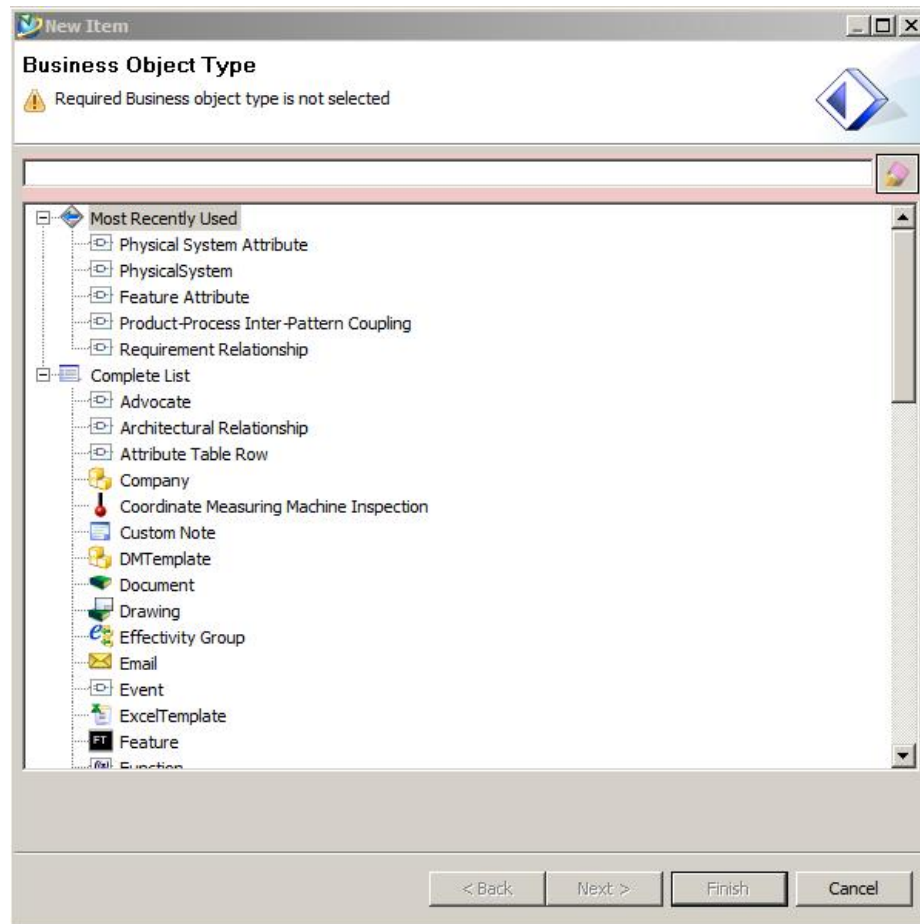 New Item
Business Object Type
Required Business object type is not selected
Most Recently Used
Physical System Attribute
PhysicalSystem
Feature Attribute
Product-Process Inter-Pattern Coupling
Requirement Relationship
Complete List
Advocate
Architectural Relationship
Attribute Table Row
Company
Coordinate Measuring Machine Inspection
Custom Note
DMTemplate
Document
Drawing
Effectivity Group
Email
Event
ExcelTemplate
FT Feature
Function
< Back Next > Finish Cancel